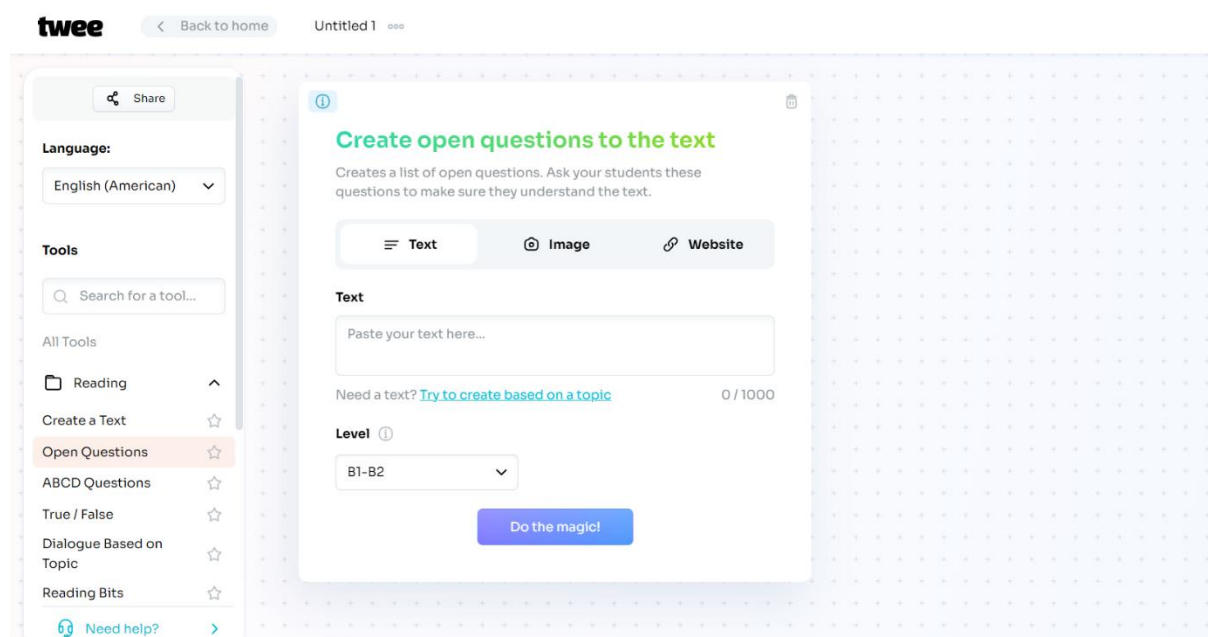 twee
Back to home
Untitled 1
Share
Language:
English (American)
Tools
Search for a tool...
All Tools
Reading
Create a Text
Open Questions
ABCD Questions
True / False
Dialogue Based on
Topic
Reading Bits
Need help?
Create open questions to the text
Creates a list of open questions. Ask your students these
questions to make sure they understand the text.
Text
Image
Website
Text
Paste your text here...
Need a text? Try to create based on a topic
0 / 1000
Level
B1-B2
Do the magic!